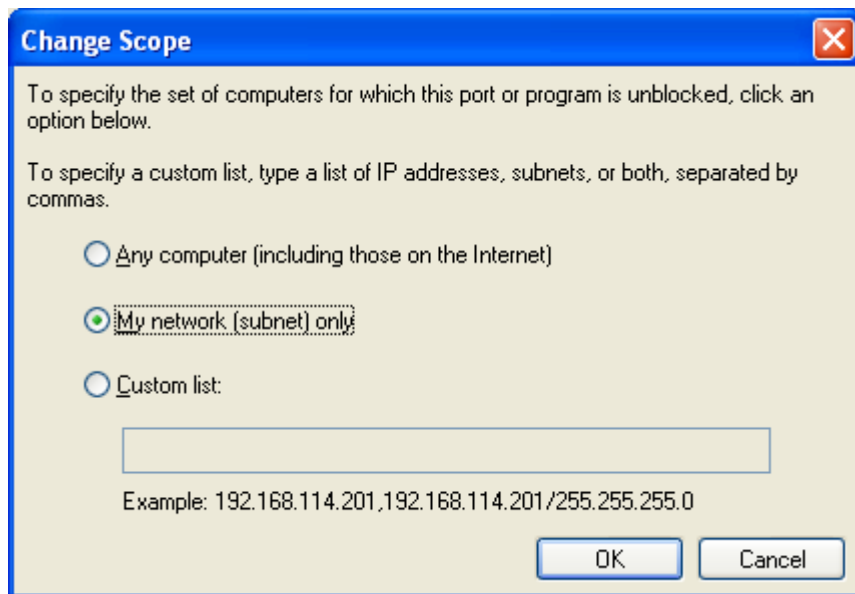 Change Scope
To specify the set of computers for which this port or program is unblocked, click an
option below.
To specify a custom list, type a list of IP addresses, subnets, or both, separated by
commas.
Any computer (including those on the Internet)
My network (subnet) only
Custom list:
Example: 192.168.114.201,192.168.114.201/255.255.255.0
OK Cancel